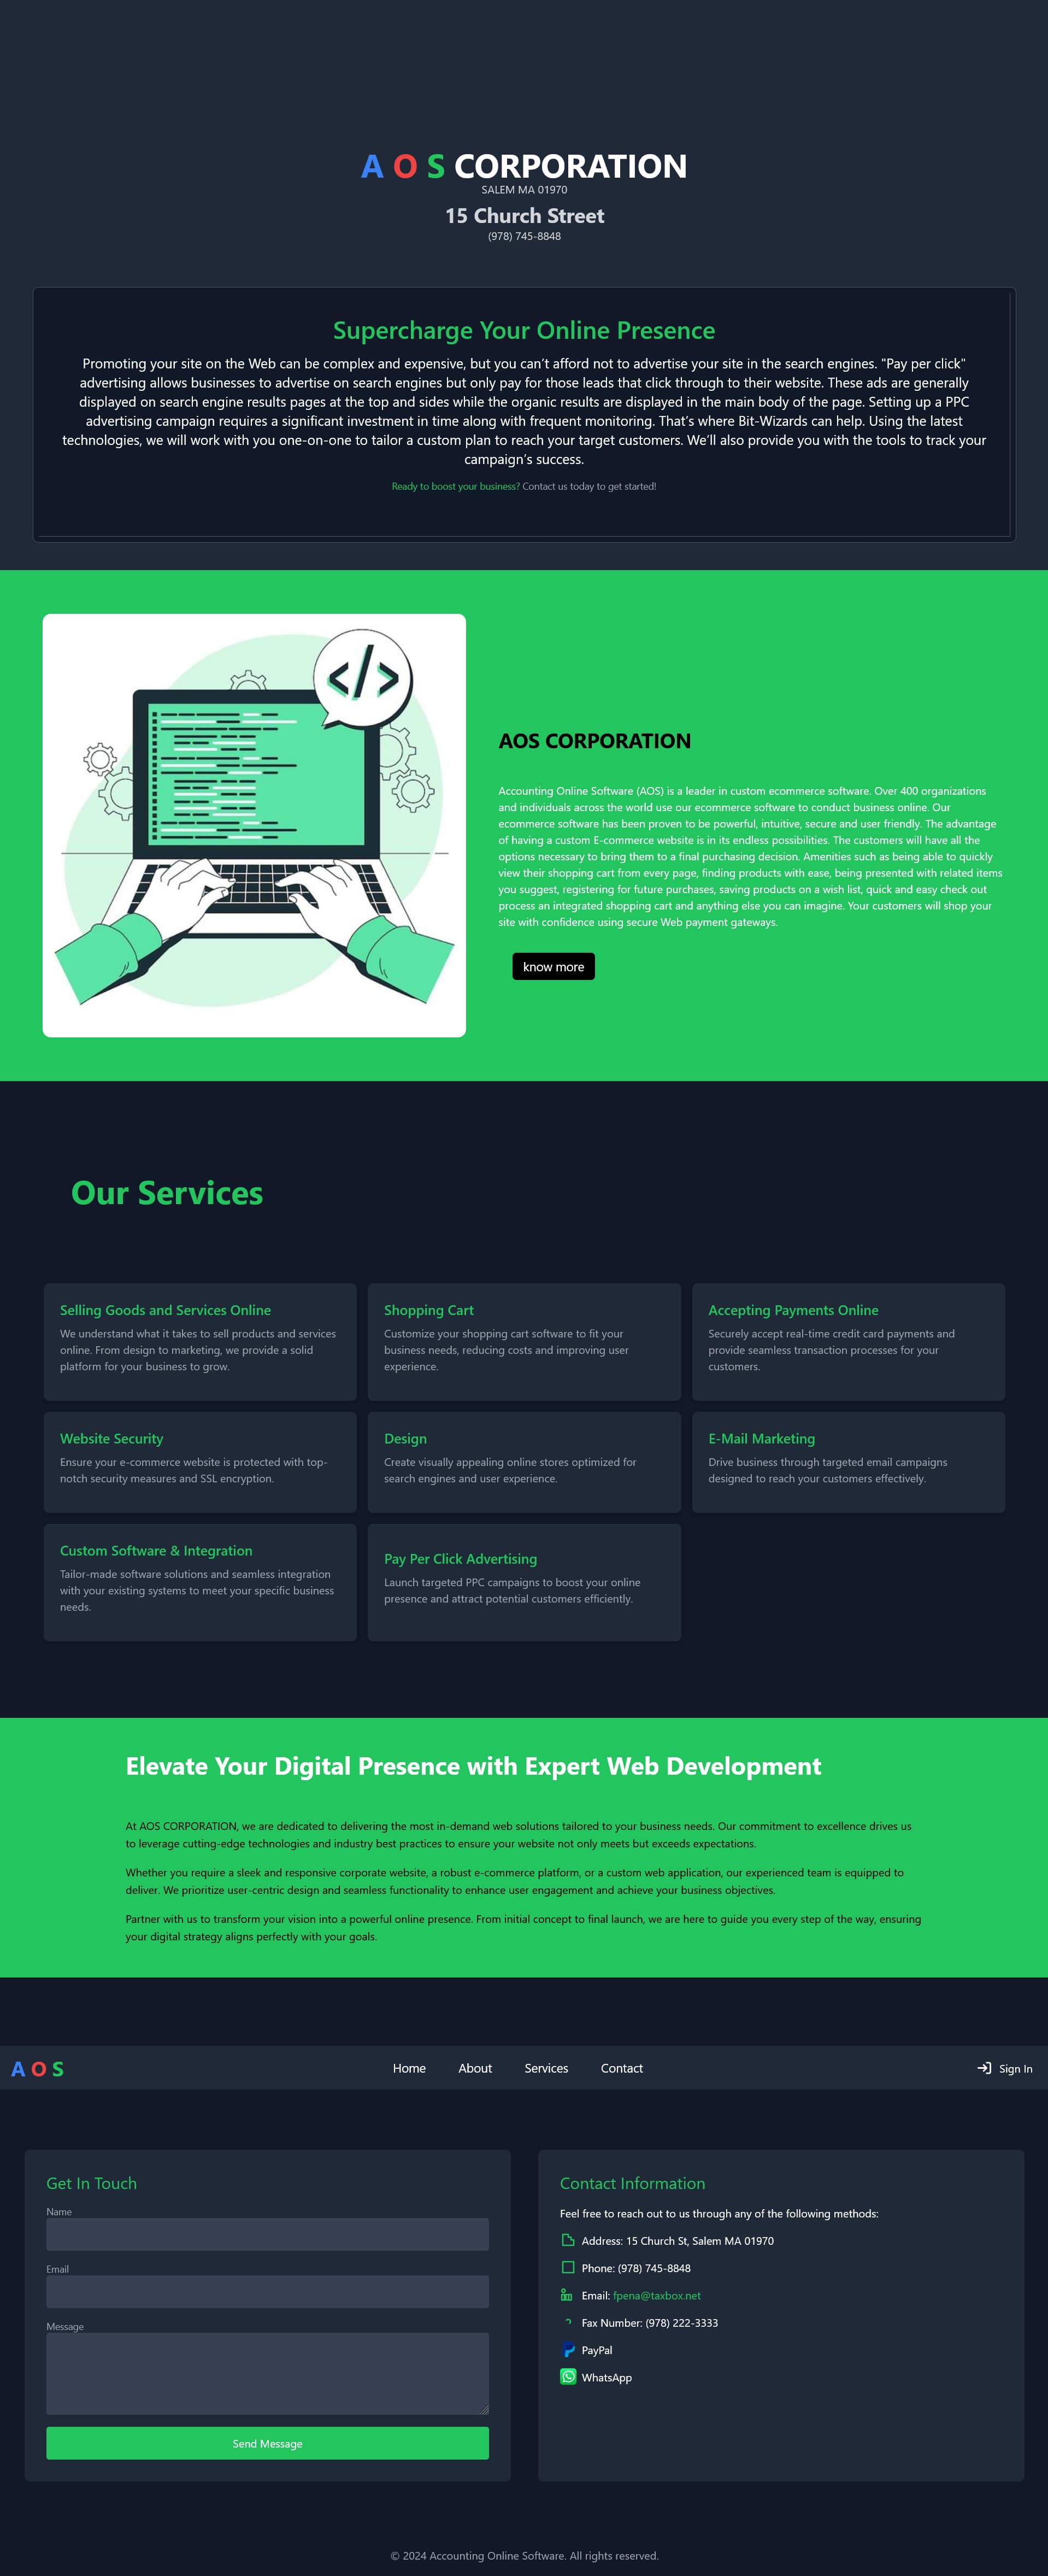 A O S CORPORATION
SALEM MA 01970
15 Church Street
(978) 745-8848
Supercharge Your Online Presence
Promoting your site on the Web can be complex and expensive, but you can’t afford not to advertise your site in the search engines. "Pay per click"
advertising allows businesses to advertise on search engines but only pay for those leads that click through to their website. These ads are generally
displayed on search engine results pages at the top and sides while the organic results are displayed in the main body of the page. Setting up a PPC
advertising campaign requires a significant investment in time along with frequent monitoring. That’s where Bit-Wizards can help. Using the latest
technologies, we will work with you one-on-one to tailor a custom plan to reach your target customers. We’ll also provide you with the tools to track your
campaign’s success.
Ready to boost your business? Contact us today to get started!
</>
AOS CORPORATION
Accounting Online Software (AOS) is a leader in custom ecommerce software. Over 400 organizations
and individuals across the world use our ecommerce software to conduct business online. Our
ecommerce software has been proven to be powerful, intuitive, secure and user friendly. The advantage
of having a custom E-commerce website is in its endless possibilities. The customers will have all the
options necessary to bring them to a final purchasing decision. Amenities such as being able to quickly
view their shopping cart from every page, finding products with ease, being presented with related items
you suggest, registering for future purchases, saving products on a wish list, quick and easy check out
process an integrated shopping cart and anything else you can imagine. Your customers will shop your
site with confidence using secure Web payment gateways.
know more
Our Services
Selling Goods and Services Online
We understand what it takes to sell products and services
online. From design to marketing, we provide a solid
platform for your business to grow.
Shopping Cart
Customize your shopping cart software to fit your
business needs, reducing costs and improving user
experience.
Accepting Payments Online
Securely accept real-time credit card payments and
provide seamless transaction processes for your
customers.
Website Security
Ensure your e-commerce website is protected with top-
notch security measures and SSL encryption.
Design
Create visually appealing online stores optimized for
search engines and user experience.
E-Mail Marketing
Drive business through targeted email campaigns
designed to reach your customers effectively.
Custom Software & Integration
Tailor-made software solutions and seamless integration
with your existing systems to meet your specific business
needs.
Pay Per Click Advertising
Launch targeted PPC campaigns to boost your online
presence and attract potential customers efficiently.
Elevate Your Digital Presence with Expert Web Development
At AOS CORPORATION, we are dedicated to delivering the most in-demand web solutions tailored to your business needs. Our commitment to excellence drives us
to leverage cutting-edge technologies and industry best practices to ensure your website not only meets but exceeds expectations.
Whether you require a sleek and responsive corporate website, a robust e-commerce platform, or a custom web application, our experienced team is equipped to
deliver. We prioritize user-centric design and seamless functionality to enhance user engagement and achieve your business objectives.
Partner with us to transform your vision into a powerful online presence. From initial concept to final launch, we are here to guide you every step of the way, ensuring
your digital strategy aligns perfectly with your goals.
A O S
Home
About
Services
Contact
Sign In
Get In Touch
Name
Email
Message
Send Message
Contact Information
Feel free to reach out to us through any of the following methods:
Address: 15 Church St, Salem MA 01970
Phone: (978) 745-8848
Email: fpena@taxbox.net
Fax Number: (978) 222-3333
PayPal
WhatsApp
© 2024 Accounting Online Software. All rights reserved.